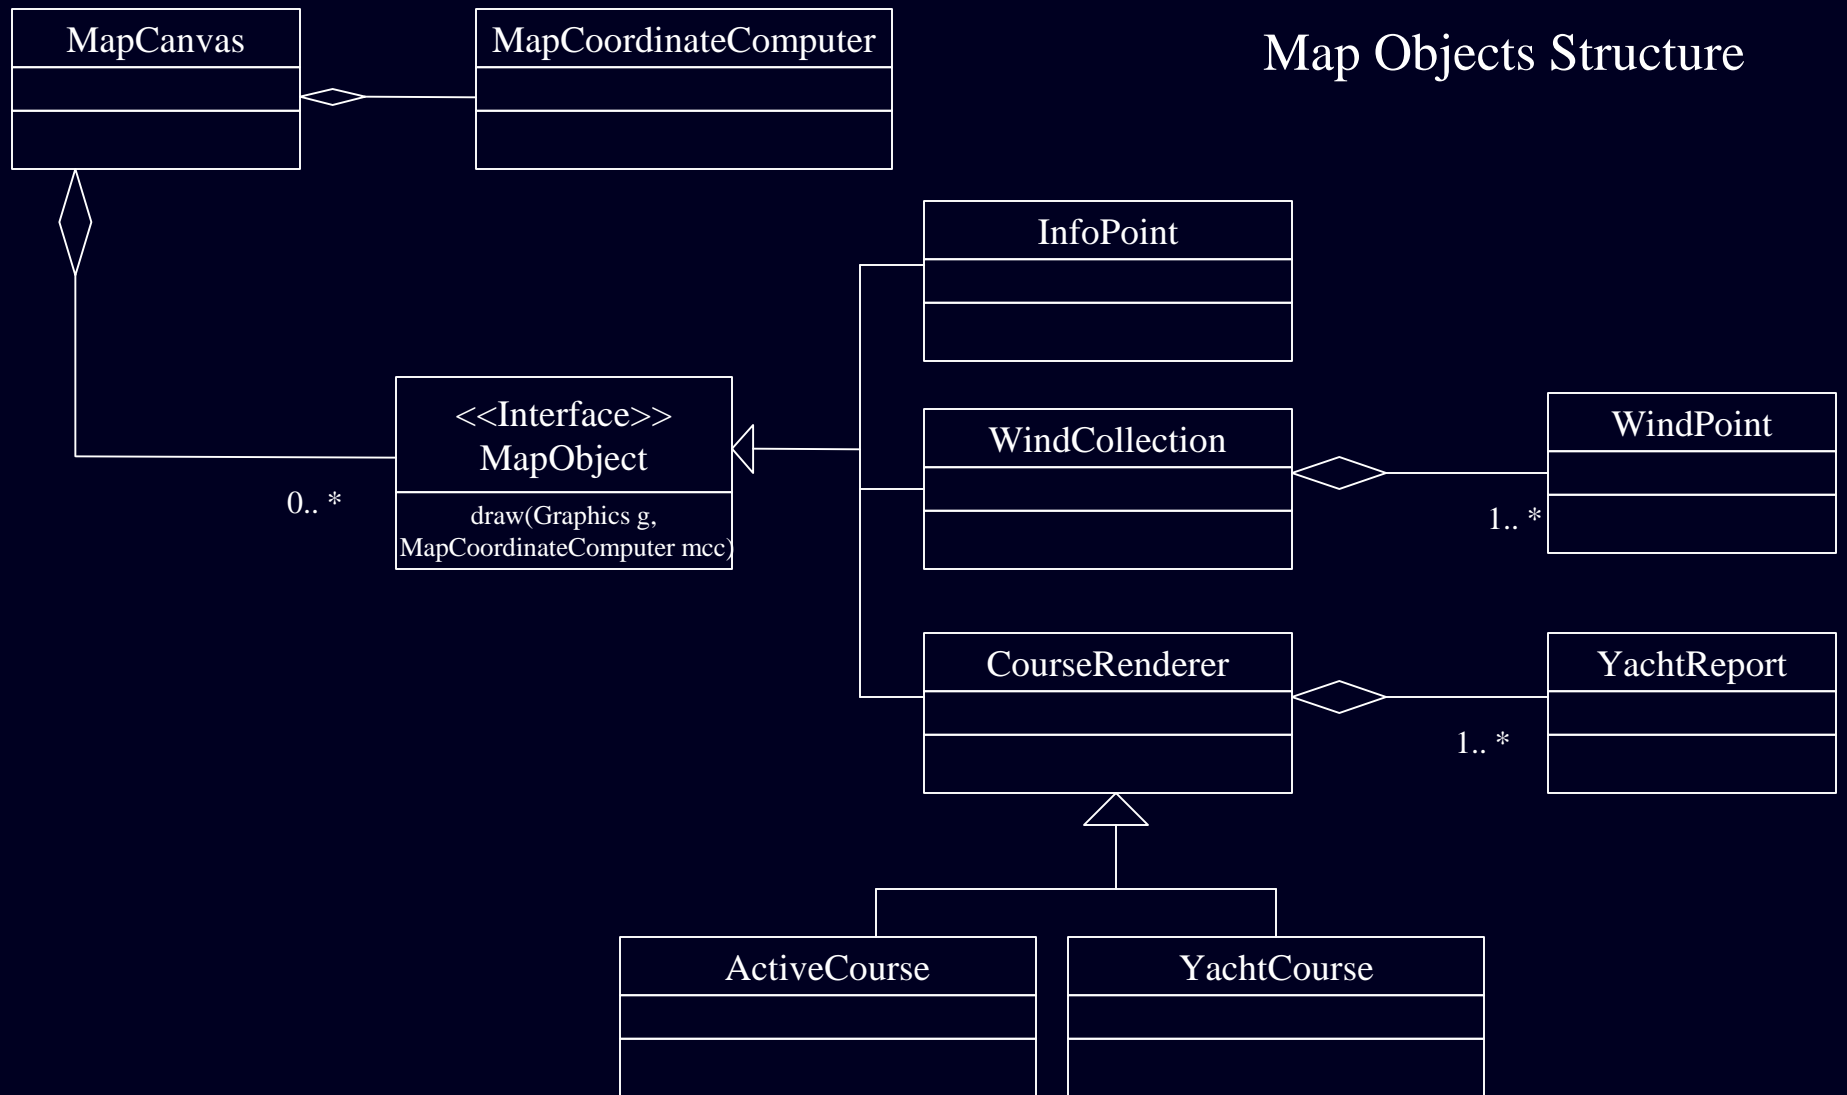 MapCanvas
MapCoordinateComputer
Map Objects Structure
InfoPoint
<<Interface>>
MapObject
draw(Graphics g,
MapCoordinateComputer mcc)
0.. *
WindCollection
WindPoint
1.. *
CourseRenderer
YachtReport
1.. *
ActiveCourse
YachtCourse